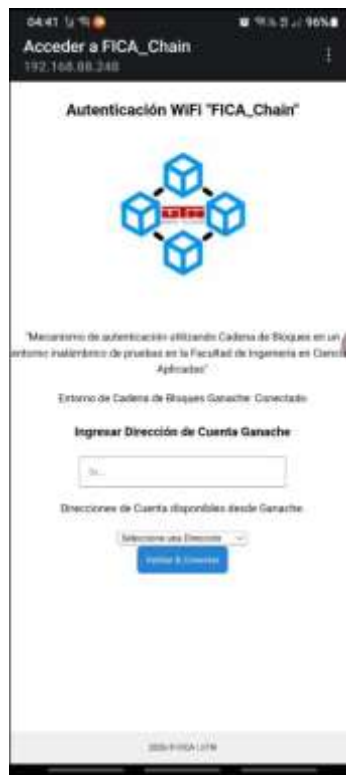 04:41
96%
Acceder a FICA_Chain
192.168.88.248
Autenticación WiFi "FICA_Chain"
utn
"Mecanismo de autenticación utilizando Cadena de Bloques en un
entorno inalámbrico de pruebas en la Facultad de Ingeniería en Ciencias
Aplicadas"
Entorno de Cadena de Bloques Ganache: Conectado
Ingresar Dirección de Cuenta Ganache
0x...
Direcciones de Cuenta disponibles desde Ganache:
Seleccione una Dirección
Validar & Conectar